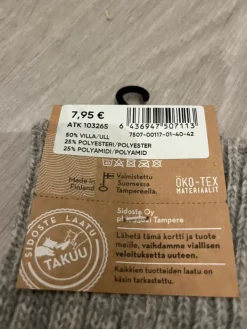 7,95 €
ATK 103265
6 436947 507113
7507-00117-01-40-42
50% VILLA/ULL
25% POLYESTERI/POLYESTER
25% POLYAMIDI/POLYAMID
Made in
Finland
Valmistettu
Suomessa
Tampereella.
ÖKO-TEX
MATERIAALIT
SIDOSTE LAATU
TAKUU
Sidoste Oy
Tampere
Lähetä tämä kortti ja tuote
meille, vaihdamme viallisen
veloituksetta uuteen.
Kaikkien tuotteiden laatu on
käsin tarkastettu.